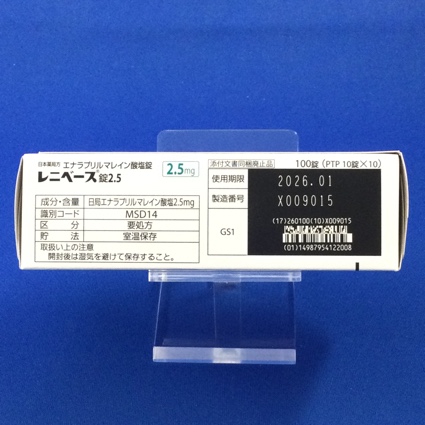 日本薬局方 エナラプリルマレイン酸塩錠
レニベース錠2.5
2.5mg
成分・含量 日局エナラプリルマレイン酸塩2.5mg
識別コード MSD14
区分 要処方
貯法 室温保存
取扱い上の注意
開封後は湿気を避けて保存すること。
添付文書同梱廃止品 100錠 (PTP 10錠×10)
使用期限 2026.01
製造番号 X009015
GS1
(17)260100(10)X009015
(01)14987954122008